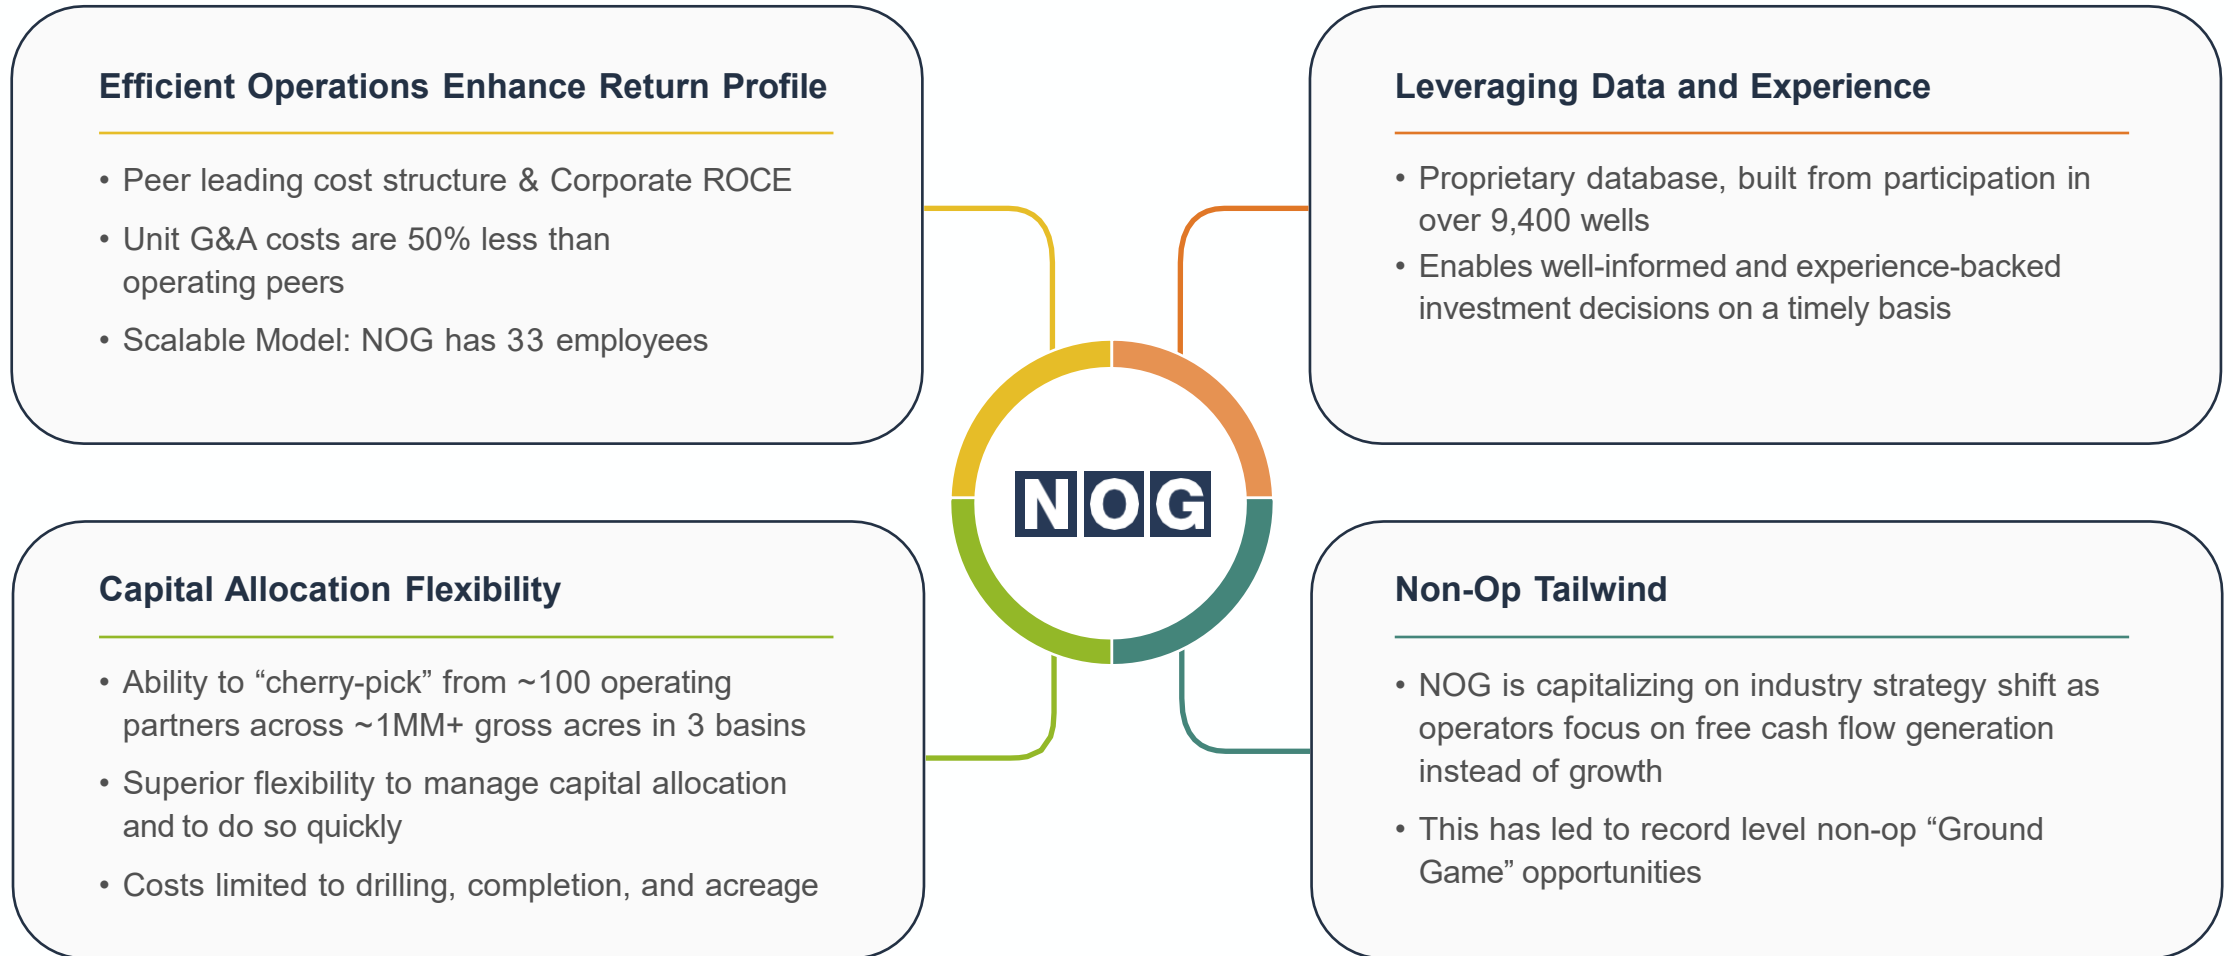 Efficient Operations Enhance Return Profile
• Peer leading cost structure & Corporate ROCE
• Unit G&A costs are 50% less than
operating peers
• Scalable Model: NOG has 33 employees
Leveraging Data and Experience
• Proprietary database, built from participation in
over 9,400 wells
• Enables well-informed and experience-backed
investment decisions on a timely basis
NOG
Capital Allocation Flexibility
• Ability to “cherry-pick” from ~100 operating
partners across ~1MM+ gross acres in 3 basins
• Superior flexibility to manage capital allocation
and to do so quickly
• Costs limited to drilling, completion, and acreage
Non-Op Tailwind
• NOG is capitalizing on industry strategy shift as
operators focus on free cash flow generation
instead of growth
• This has led to record level non-op “Ground
Game” opportunities